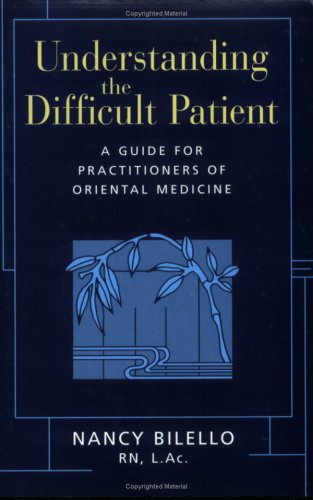 Understanding
the
Difficult Patient
A GUIDE FOR
PRACTITIONERS OF
ORIENTAL MEDICINE
NANCY BILELLO
RN, L.Ac.